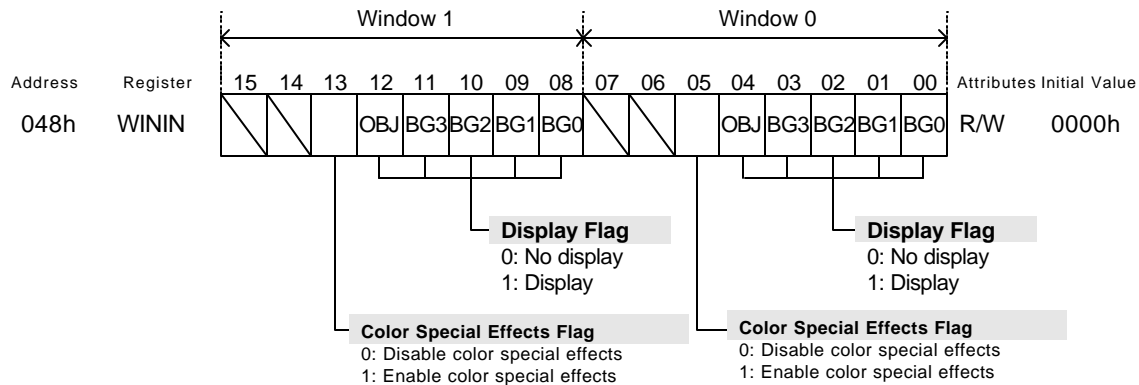 Window 1 Window 0
Address Register 15 14 13 12 11 10 09 08 07 06 05 04 03 02 01 00 Attributes Initial Value
048h WININ OBJ BG3 BG2 BG1 BG0 OBJ BG3 BG2 BG1 BG0 R/W 0000h
Display Flag Display Flag
0: No display 0: No display
1: Display 1: Display
Color Special Effects Flag Color Special Effects Flag
0: Disable color special effects 0: Disable color special effects
1: Enable color special effects 1: Enable color special effects